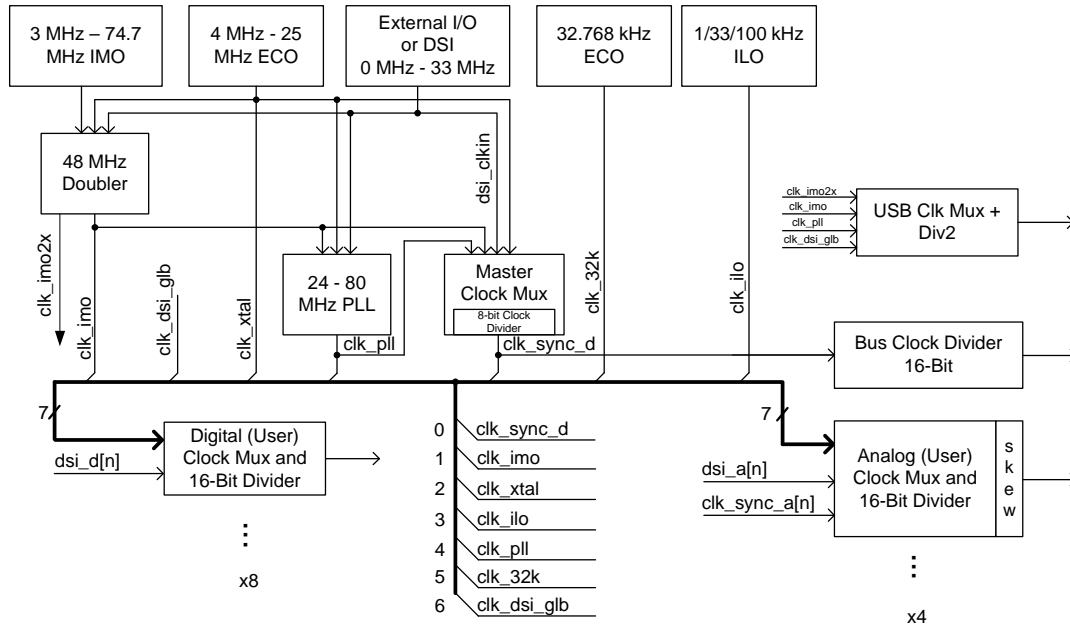 3 MHz – 74.7
MHz IMO
4 MHz - 25
MHz ECO
External I/O
or DSI
0 MHz - 33 MHz
32.768 kHz
ECO
1/33/100 kHz
ILO
48 MHz
Doubler
dsi_clkin
clk_imo2x
clk_imo
clk_dsi_glb
clk_xtal
24 - 80
MHz PLL
clk_pll
Master
Clock Mux
8-bit Clock
Divider
clk_sync_d
clk_32k
clk_ilo
clk_imo2x
clk_imo
clk_pll
clk_dsi_glb
USB Clk Mux +
Div2
Bus Clock Divider
16-Bit
7
dsi_d[n]
Digital (User)
Clock Mux and
16-Bit Divider
x8
0 clk_sync_d
1 clk_imo
2 clk_xtal
3 clk_ilo
4 clk_pll
5 clk_32k
6 clk_dsi_glb
7
dsi_a[n]
clk_sync_a[n]
Analog (User)
Clock Mux and
16-Bit Divider
skew
x4